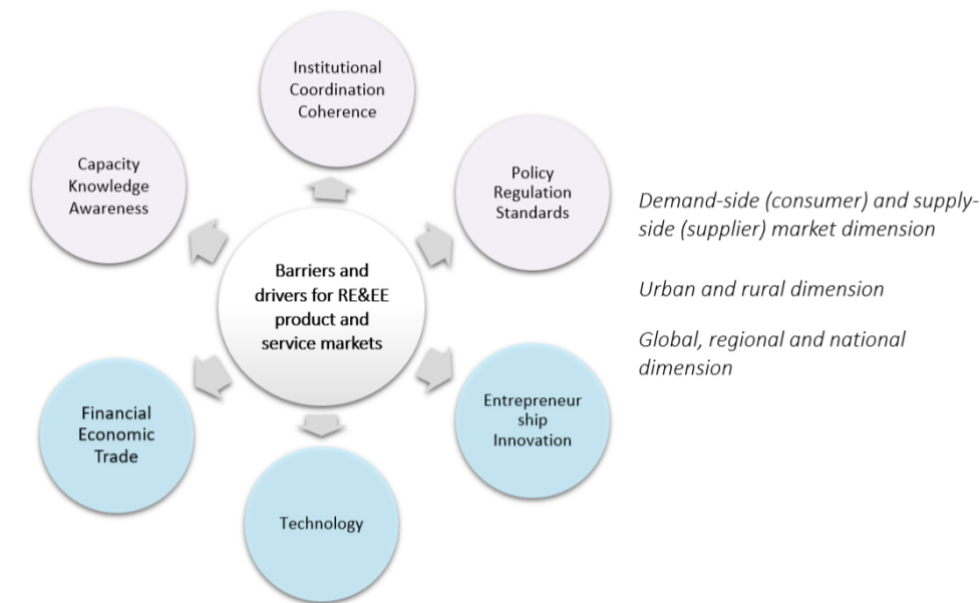 Institutional
Coordination
Coherence
Capacity
Knowledge
Awareness
Policy
Regulation
Standards
Barriers and
drivers for RE&EE
product and
service markets
Financial
Economic
Trade
Entrepreneur
ship
Innovation
Technology
Demand-side (consumer) and supply-
side (supplier) market dimension
Urban and rural dimension
Global, regional and national
dimension